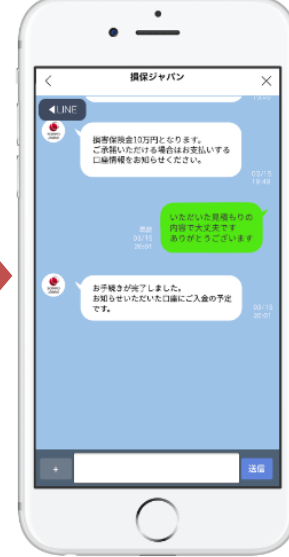 損保ジャパン
◀LINE
損害保険金10万円となります。
ご承諾いただける場合はお支払いする
口座情報をお知らせください。
03/15
19:49
いただいた見積もりの
内容で大丈夫です
ありがとうございます
既読
03/15
20:01
お手続きが完了しました。
お知らせいただいた口座にご入金の予定
です。
03/15
20:01
+
送信